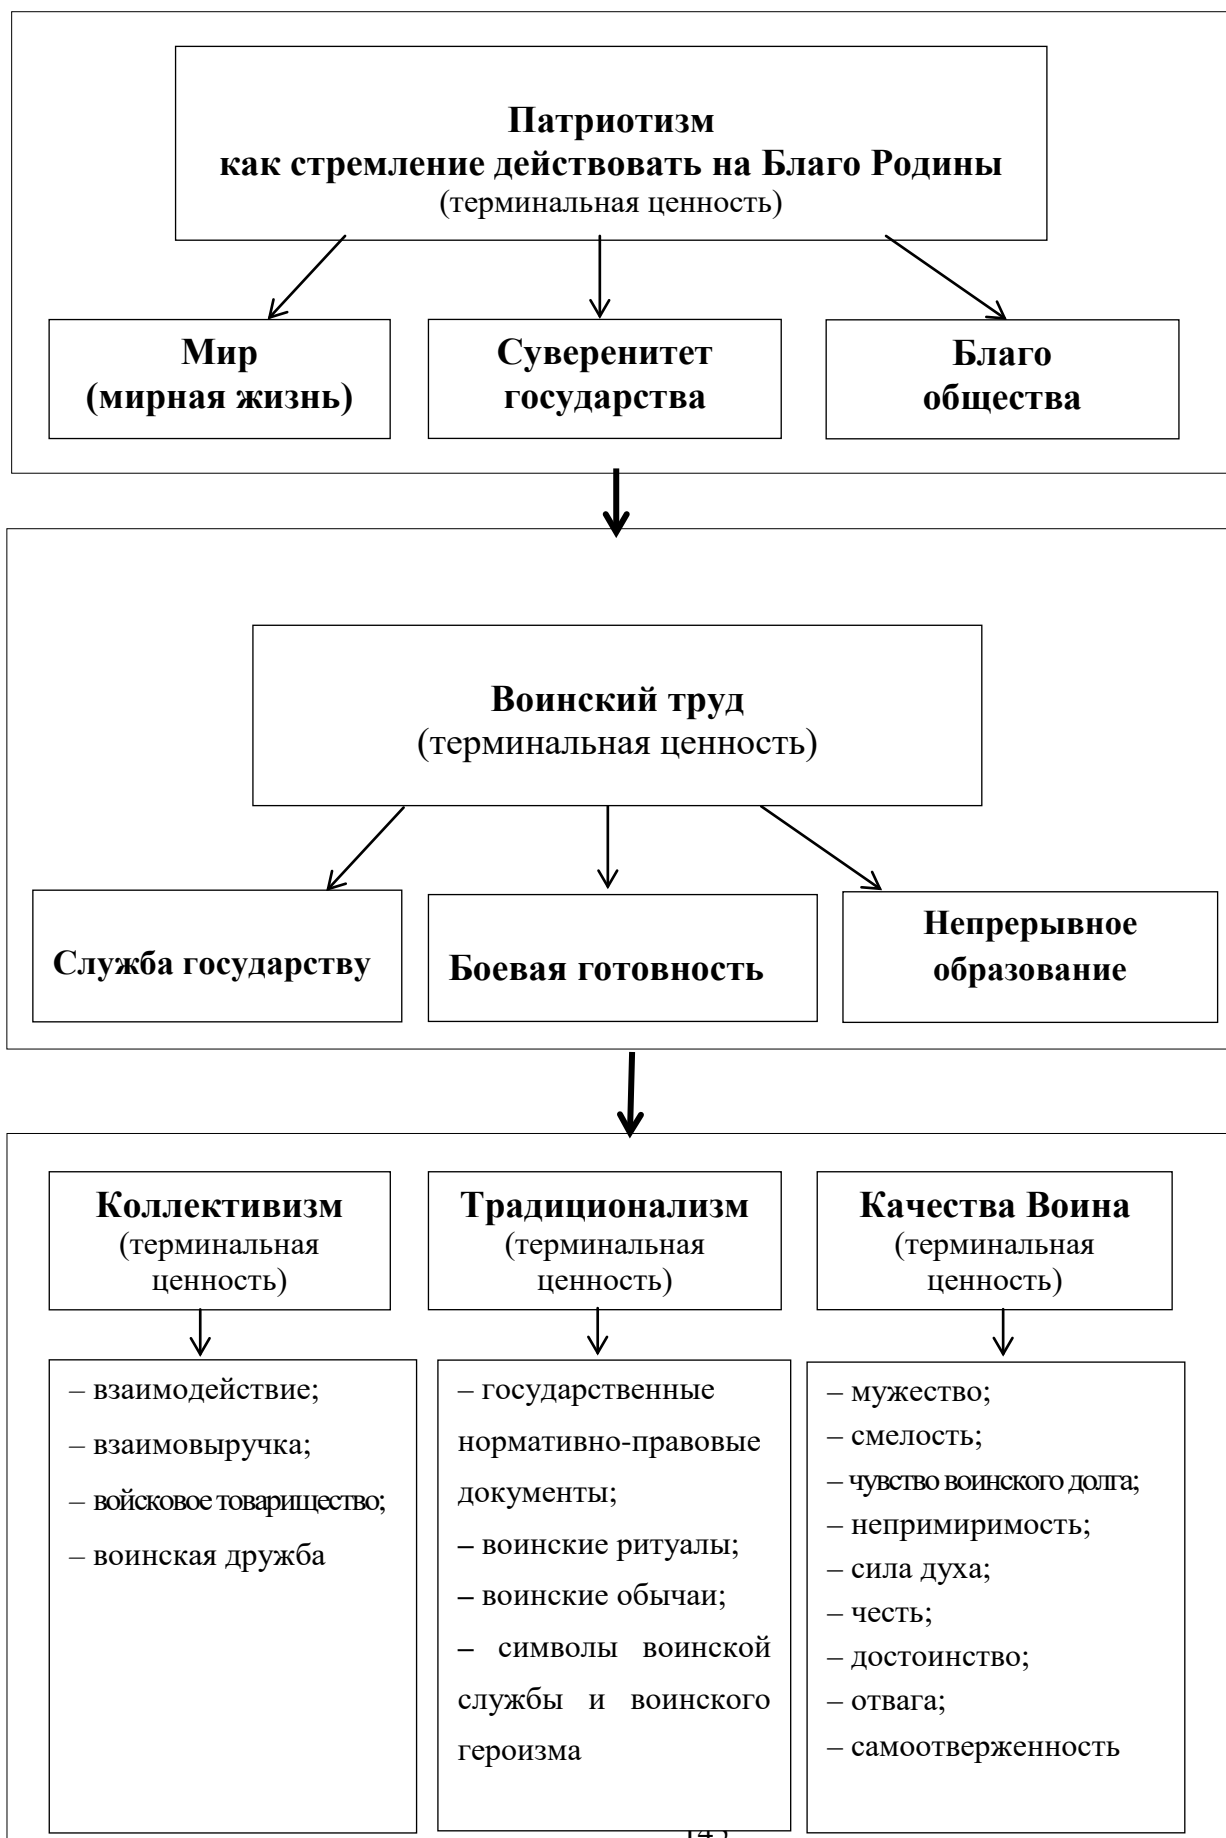 Патриотизм
как стремление действовать на Благо Родины
(терминальная ценность)
Мир
(мирная жизнь)
Суверенитет
государства
Благо
общества
Воинский труд
(терминальная ценность)
Служба государству
Боевая готовность
Непрерывное
образование
Коллективизм
(терминальная
ценность)
Традиционализм
(терминальная
ценность)
Качества Воина
(терминальная
ценность)
– взаимодействие;
– взаимовыручка;
– войсковое товарищество;
– воинская дружба
– государственные
нормативно-правовые
документы;
– воинские ритуалы;
– воинские обычаи;
– символы воинской
службы и воинского
героизма
– мужество;
– смелость;
– чувство воинского долга;
– непримиримость;
– сила духа;
– честь;
– достоинство;
– отвага;
– самоотверженность